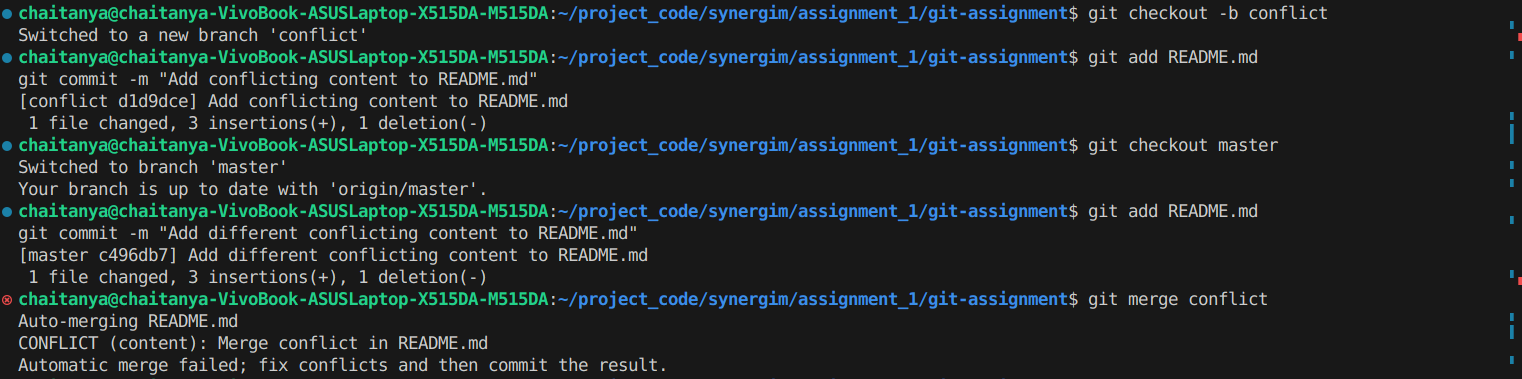 chaitanya@chaitanya-VivoBook-ASUSLaptop-X515DA-M515DA:~/project_code/synergim/assignment_1/git-assignment$ git checkout -b conflict
Switched to a new branch 'conflict'
chaitanya@chaitanya-VivoBook-ASUSLaptop-X515DA-M515DA:~/project_code/synergim/assignment_1/git-assignment$ git add README.md
git commit -m "Add conflicting content to README.md"
[conflict d1d9dce] Add conflicting content to README.md
 1 file changed, 3 insertions(+), 1 deletion(-)
chaitanya@chaitanya-VivoBook-ASUSLaptop-X515DA-M515DA:~/project_code/synergim/assignment_1/git-assignment$ git checkout master
Switched to branch 'master'
Your branch is up to date with 'origin/master'.
chaitanya@chaitanya-VivoBook-ASUSLaptop-X515DA-M515DA:~/project_code/synergim/assignment_1/git-assignment$ git add README.md
git commit -m "Add different conflicting content to README.md"
[master c496db7] Add different conflicting content to README.md
 1 file changed, 3 insertions(+), 1 deletion(-)
chaitanya@chaitanya-VivoBook-ASUSLaptop-X515DA-M515DA:~/project_code/synergim/assignment_1/git-assignment$ git merge conflict
Auto-merging README.md
CONFLICT (content): Merge conflict in README.md
Automatic merge failed; fix conflicts and then commit the result.